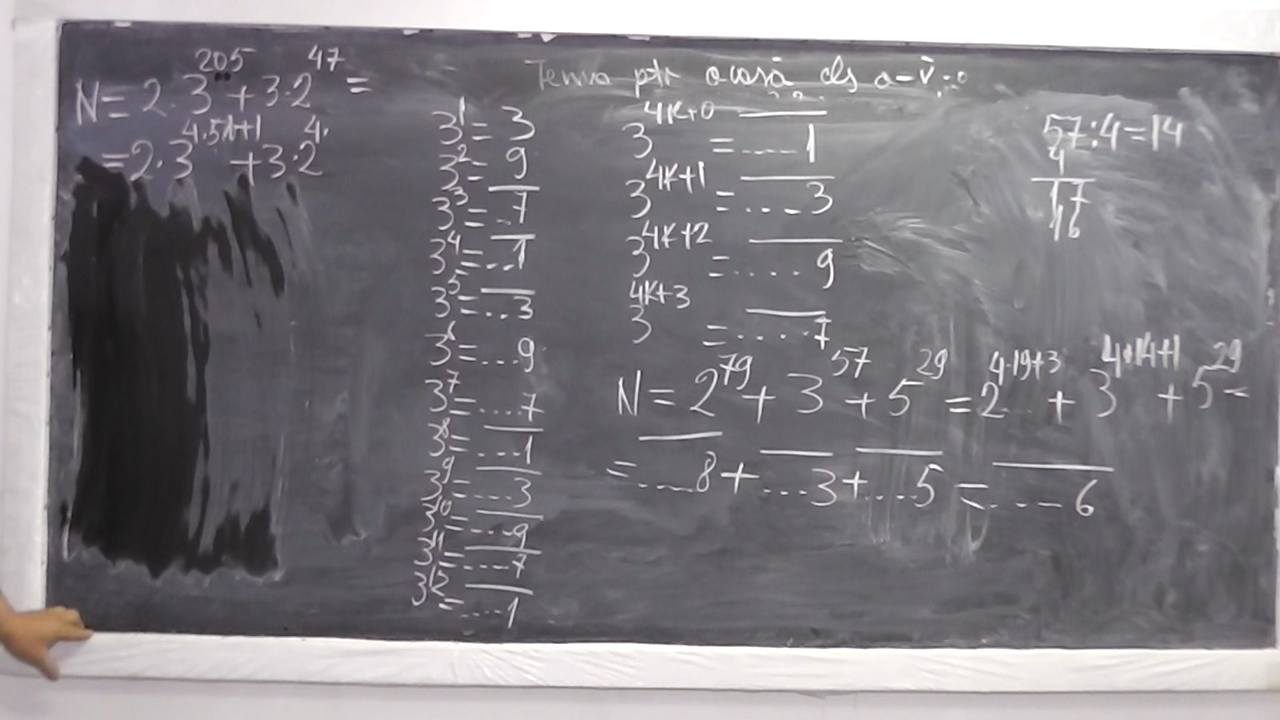 N = 2·3^205 + 3·2^47 =
= 2·3^{4·51+1} + 3·2^{4·}
3^1 = 3
3^2 = 9
3^3 = ..7
3^4 = ...1
3^5 = ...3
3^6 = ...9
3^7 = ....7
3^8 = ....1
3^9 = ....3
3^10 = ....9
3^11 = .....7
3^12 = ....1
Tema ptr acasă cls a-V
3^{4K+0} = .....1
3^{4K+1} = ....3
3^{4K+2} = .....9
3^{4K+3} = .....7
57:4=14
4
17
16
N = 2^79 + 3^57 + 5^29 = 2^{4·19+3} + 3^{4·14+1} + 5^29 =
= ....8 + ...3 + ...5 = ....6